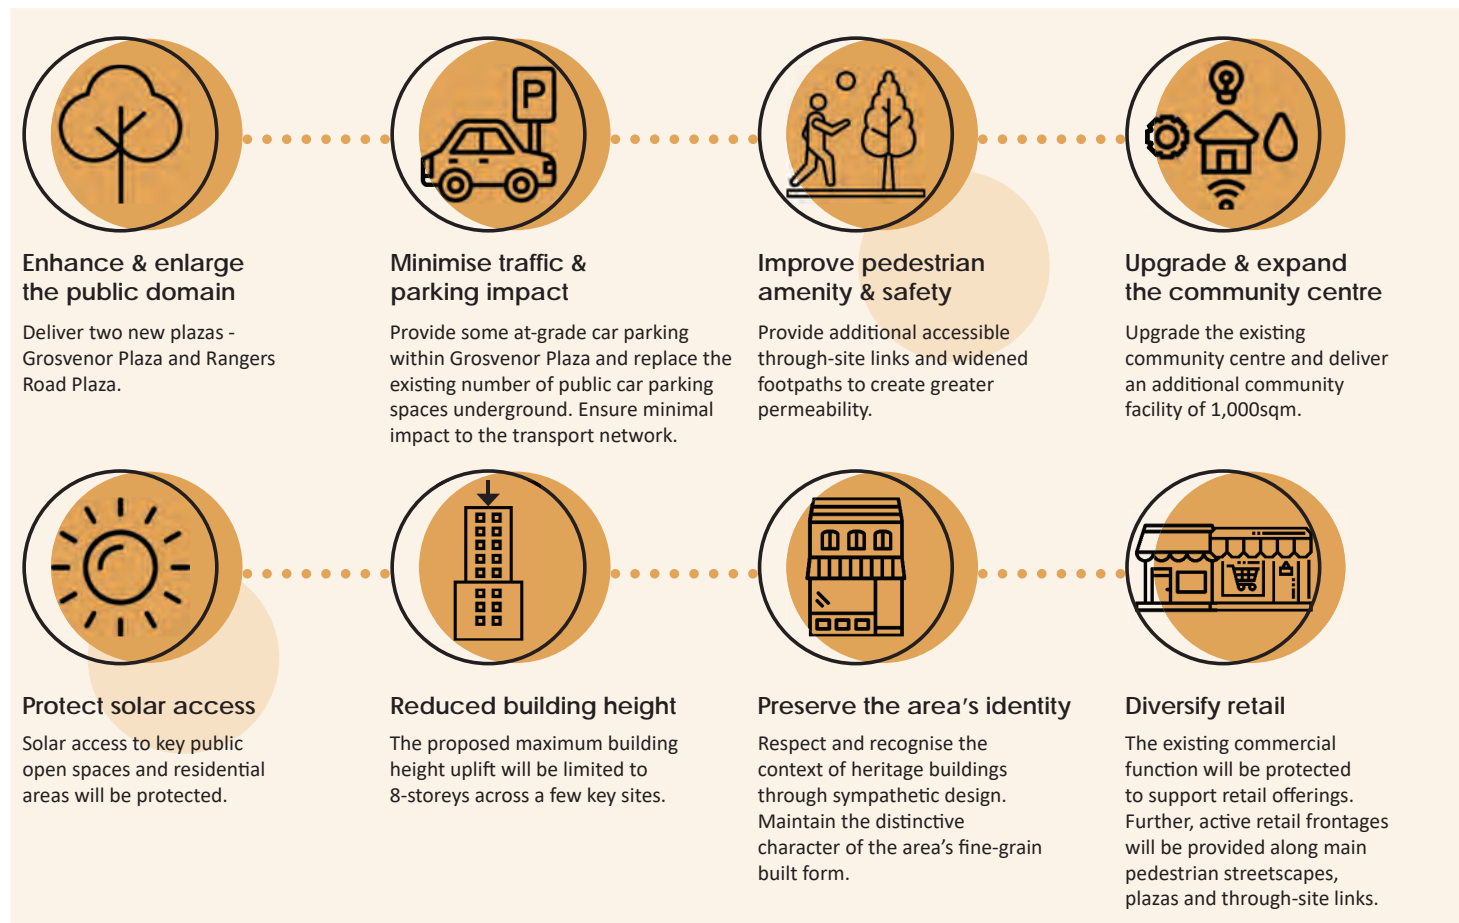 P
Enhance & enlarge
the public domain
Deliver two new plazas -
Grosvenor Plaza and Rangers
Road Plaza.
Minimise traffic &
parking impact
Provide some at-grade car parking
within Grosvenor Plaza and replace the
existing number of public car parking
spaces underground. Ensure minimal
impact to the transport network.
Improve pedestrian
amenity & safety
Provide additional accessible
through-site links and widened
footpaths to create greater
permeability.
Upgrade & expand
the community centre
Upgrade the existing
community centre and deliver
an additional community
facility of 1,000sqm.
Protect solar access
Solar access to key public
open spaces and residential
areas will be protected.
Reduced building height
The proposed maximum building
height uplift will be limited to
8-storeys across a few key sites.
Preserve the area’s identity
Respect and recognise the
context of heritage buildings
through sympathetic design.
Maintain the distinctive
character of the area’s fine-grain
built form.
Diversify retail
The existing commercial
function will be protected
to support retail offerings.
Further, active retail frontages
will be provided along main
pedestrian streetscapes,
plazas and through-site links.